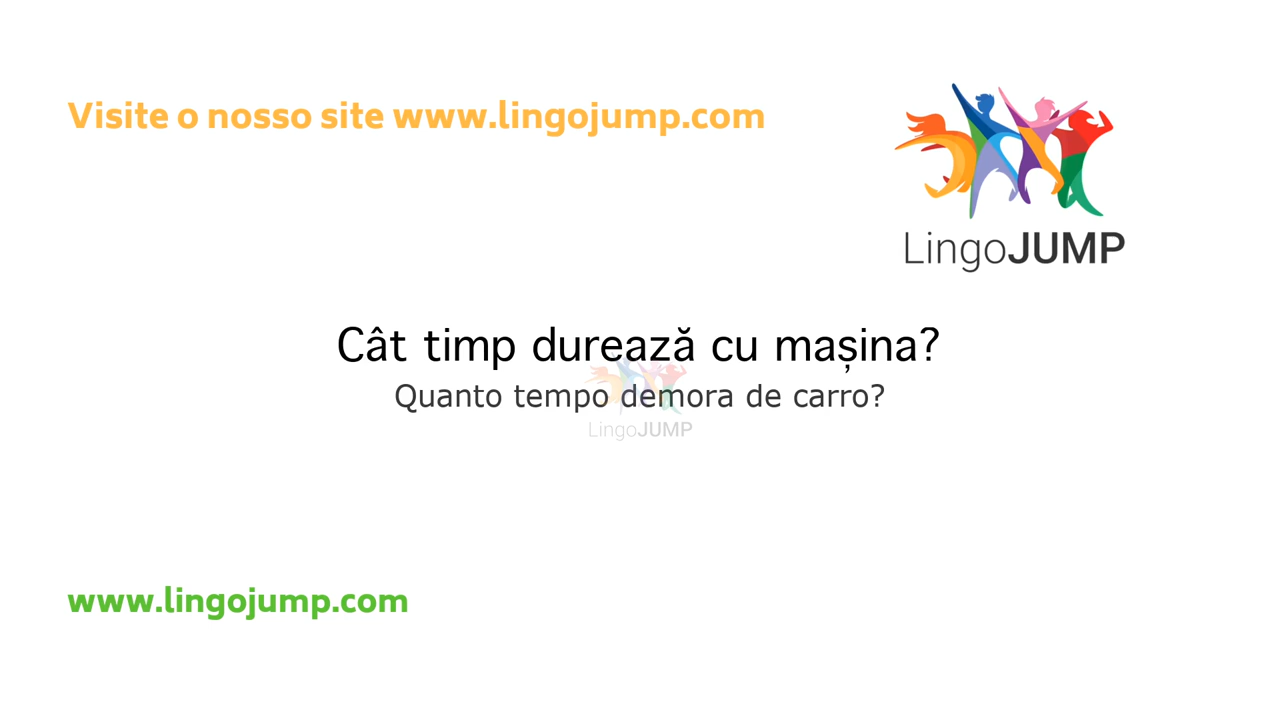 Visite o nosso site www.lingojump.com
LingoJUMP
Cât timp durează cu mașina?
Quanto tempo demora de carro?
LingoJUMP
www.lingojump.com